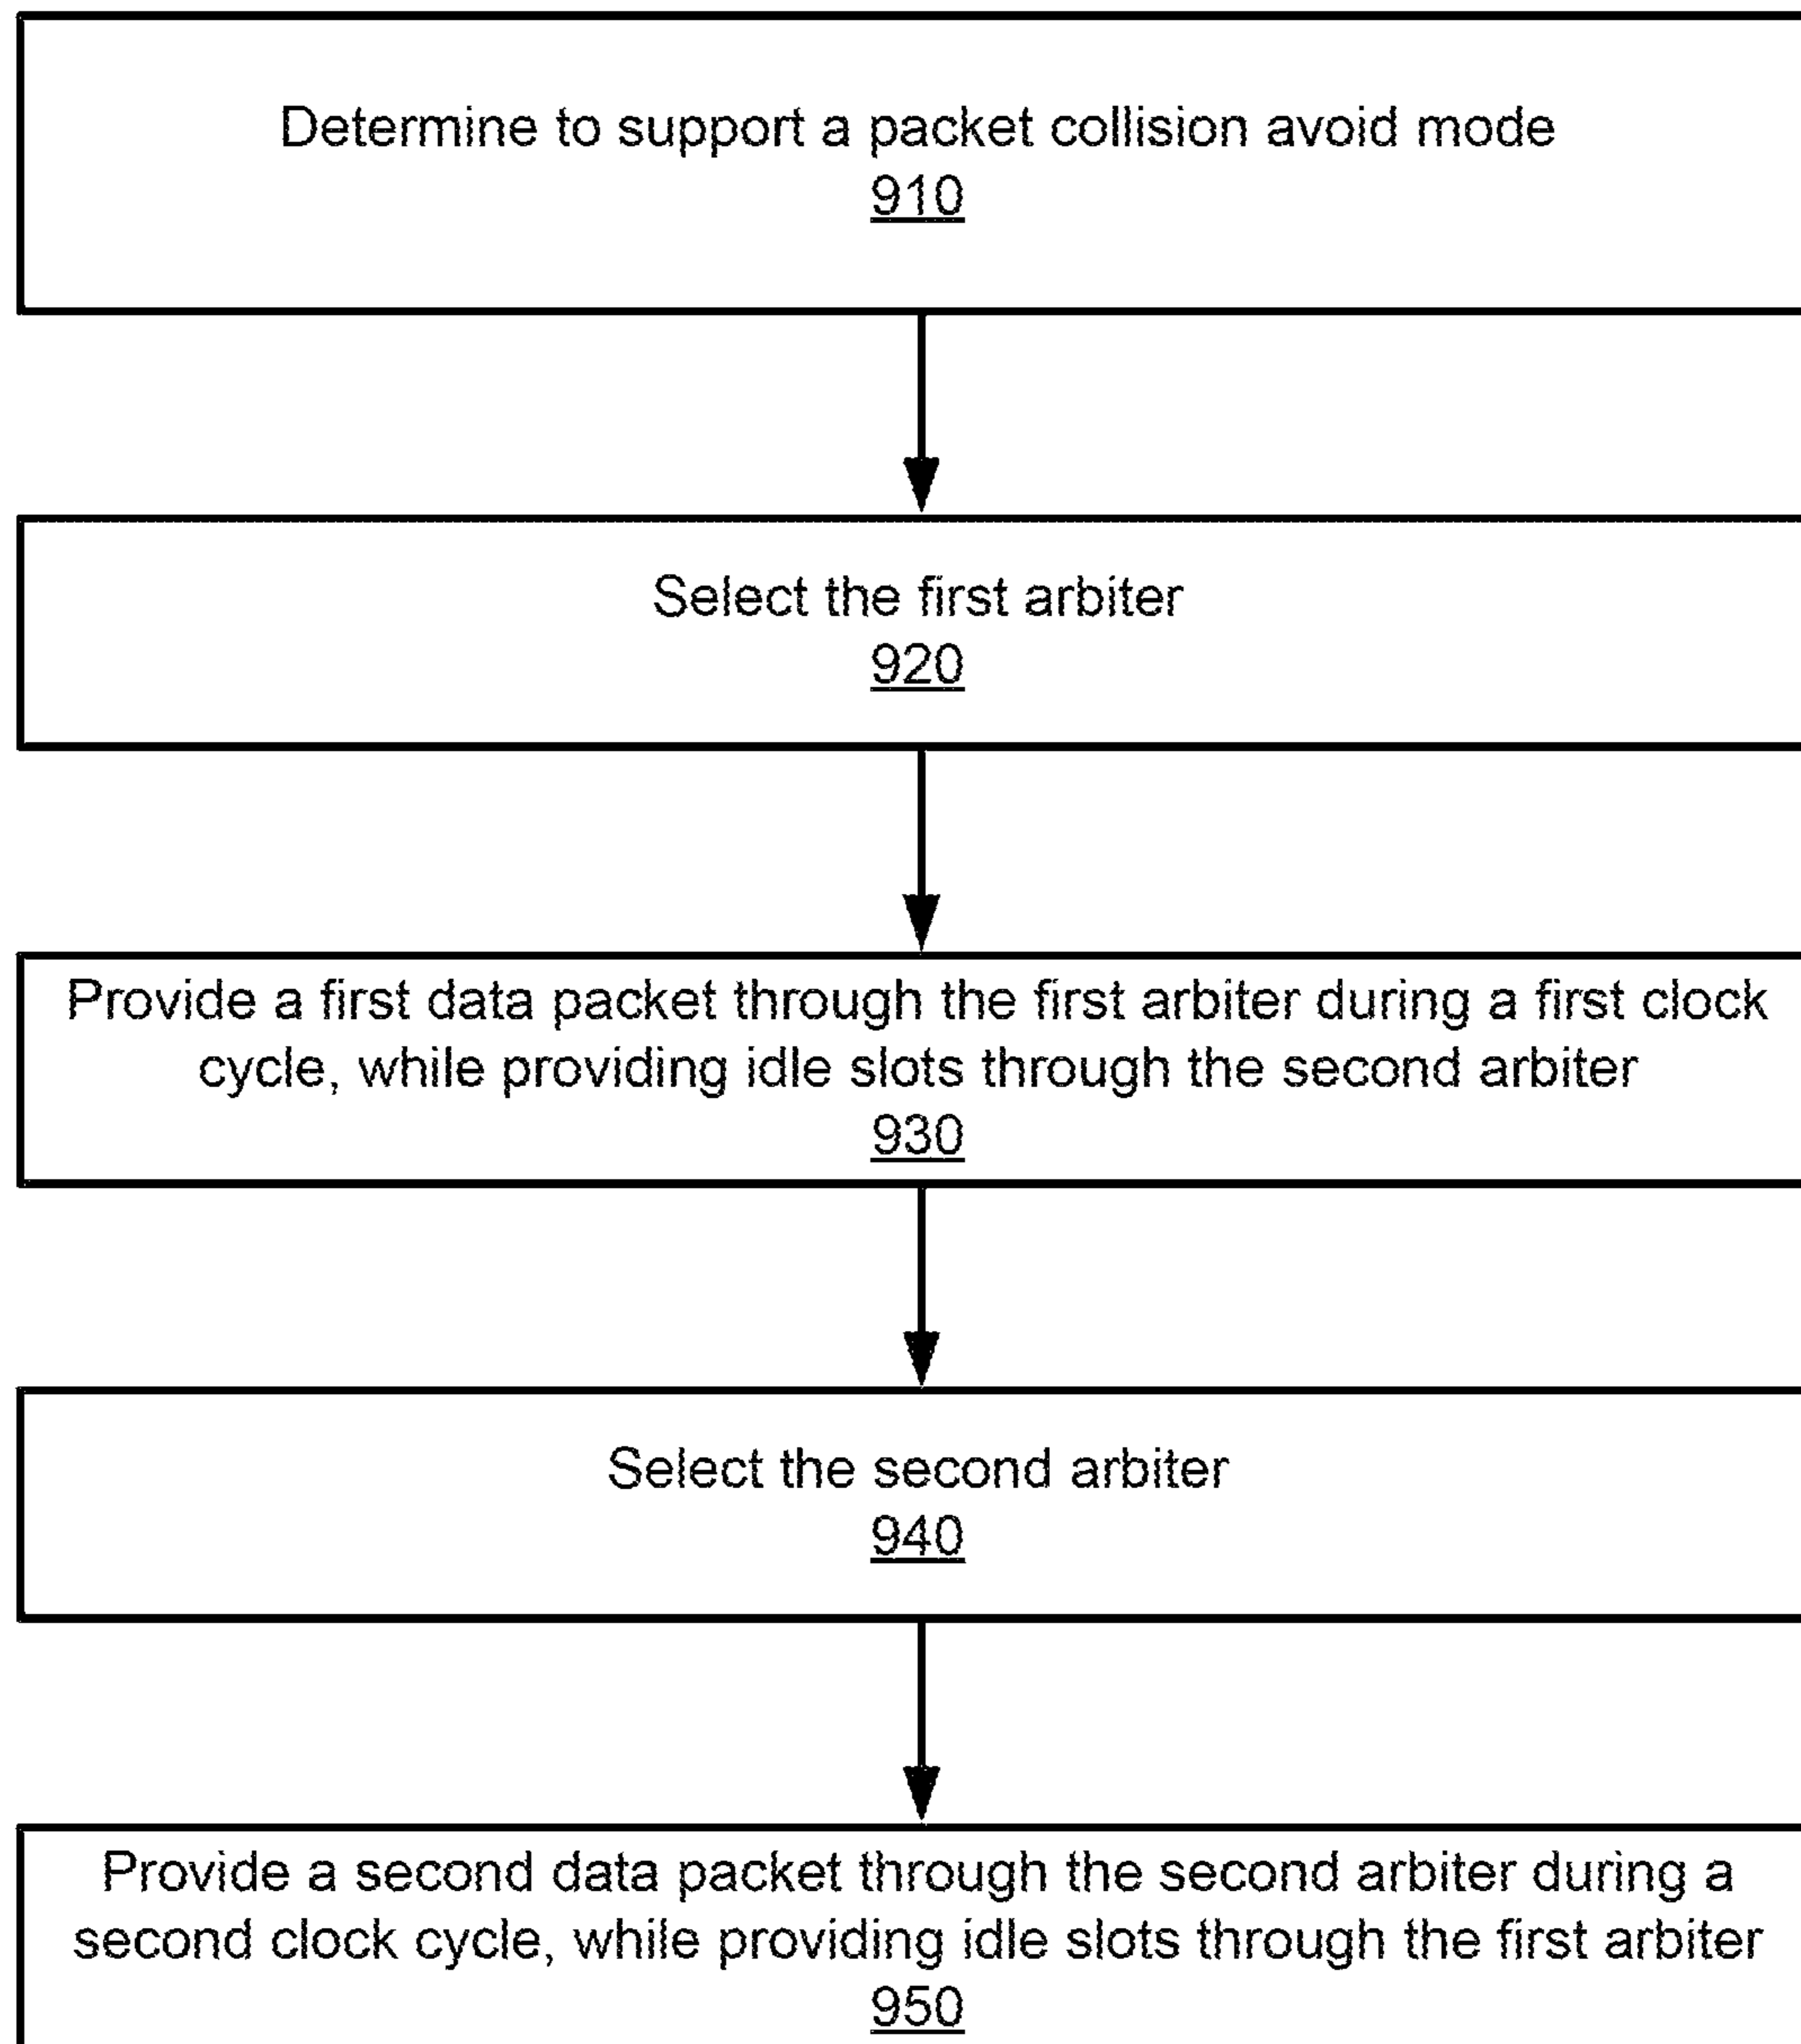 Determine to support a packet collision avoid mode
910
Select the first arbiter
920
Provide a first data packet through the first arbiter during a first clock
cycle, while providing idle slots through the second arbiter
930
Select the second arbiter
940
Provide a second data packet through the second arbiter during a
second clock cycle, while providing idle slots through the first arbiter
950